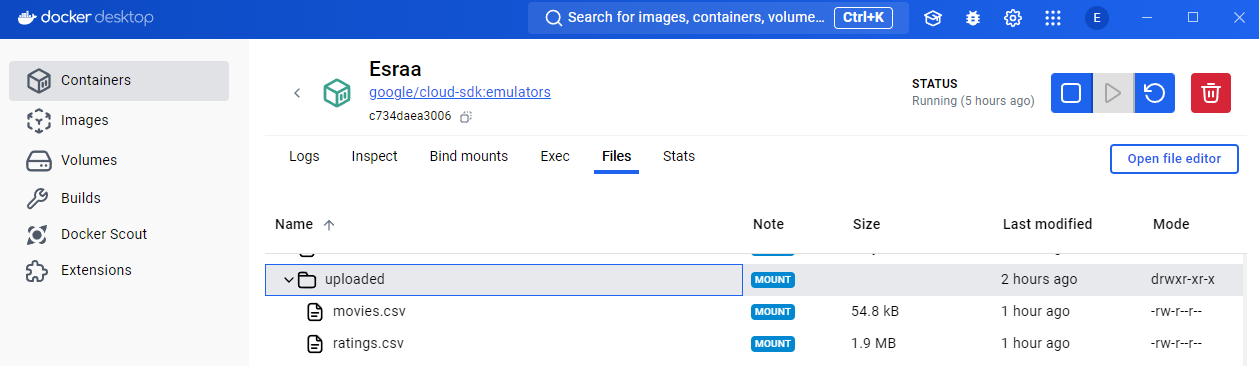 docker desktop
Search for images, containers, volume... Ctrl+K
E
Containers
Images
Volumes
Builds
Docker Scout
Extensions
Esraa
google/cloud-sdk:emulators
c734daea3006
STATUS
Running (5 hours ago)
Logs Inspect Bind mounts Exec Files Stats
Open file editor
Name Note Size Last modified Mode
uploaded MOUNT 2 hours ago drwxr-xr-x
movies.csv MOUNT 54.8 kB 1 hour ago -rw-r--r--
ratings.csv MOUNT 1.9 MB 1 hour ago -rw-r--r--